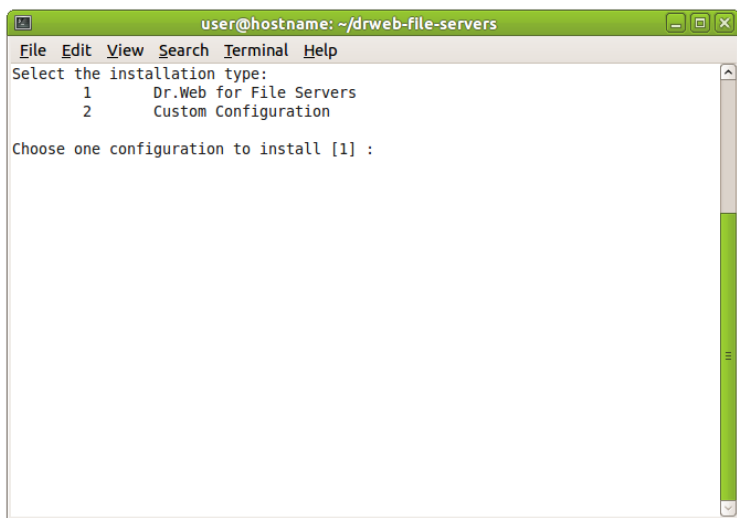 user@hostname: ~/drweb-file-servers
File Edit View Search Terminal Help
Select the installation type:
1 Dr.Web for File Servers
2 Custom Configuration
Choose one configuration to install [1] :